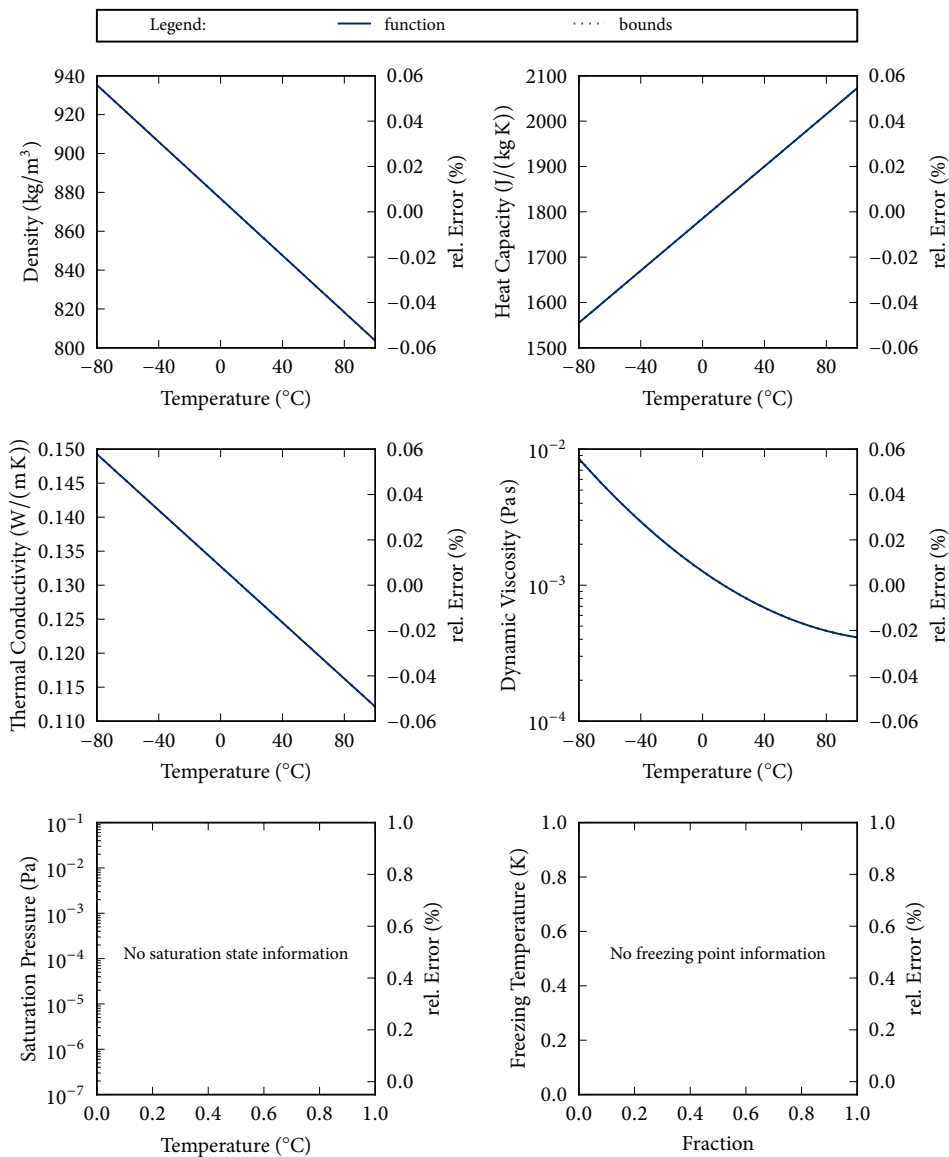 Legend: function bounds
940
920
900
880
860
840
820
800
Density (kg/m³)
0.06
0.04
0.02
0.00
−0.02
−0.04
−0.06
rel. Error (%)
−80 −40 0 40 80
Temperature (°C)
2100
2000
1900
1800
1700
1600
1500
Heat Capacity (J/(kg K))
0.06
0.04
0.02
0.00
−0.02
−0.04
−0.06
rel. Error (%)
−80 −40 0 40 80
Temperature (°C)
0.150
0.145
0.140
0.135
0.130
0.125
0.120
0.115
0.110
Thermal Conductivity (W/(m K))
0.06
0.04
0.02
0.00
−0.02
−0.04
−0.06
rel. Error (%)
−80 −40 0 40 80
Temperature (°C)
10⁻²
10⁻³
10⁻⁴
Dynamic Viscosity (Pa s)
0.06
0.04
0.02
0.00
−0.02
−0.04
−0.06
rel. Error (%)
−80 −40 0 40 80
Temperature (°C)
10⁻¹
10⁻²
10⁻³
10⁻⁴
10⁻⁵
10⁻⁶
10⁻⁷
Saturation Pressure (Pa)
No saturation state information
1.0
0.8
0.6
0.4
0.2
0.0
rel. Error (%)
0.0 0.2 0.4 0.6 0.8 1.0
Temperature (°C)
1.0
0.8
0.6
0.4
0.2
0.0
Freezing Temperature (K)
No freezing point information
1.0
0.8
0.6
0.4
0.2
0.0
rel. Error (%)
0.0 0.2 0.4 0.6 0.8 1.0
Fraction